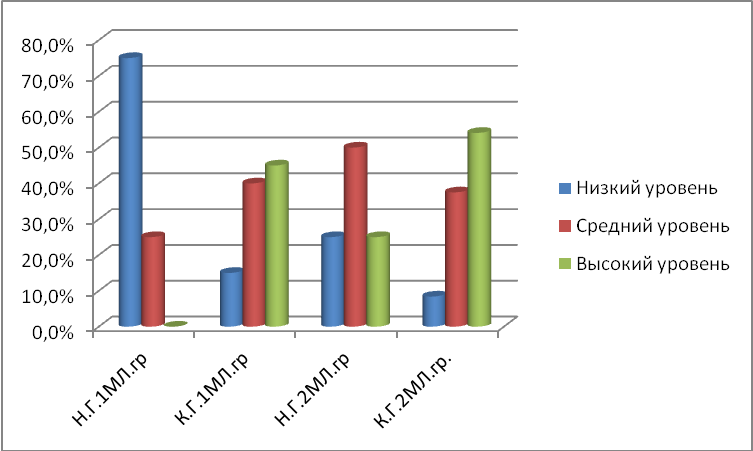 80,0%
70,0%
60,0%
50,0%
40,0%
30,0%
20,0%
10,0%
0,0%
Н.Г.1МЛ.гр
К.Г.1МЛ.гр
Н.Г.2МЛ.гр
К.Г.2МЛ.гр.
Низкий уровень
Средний уровень
Высокий уровень